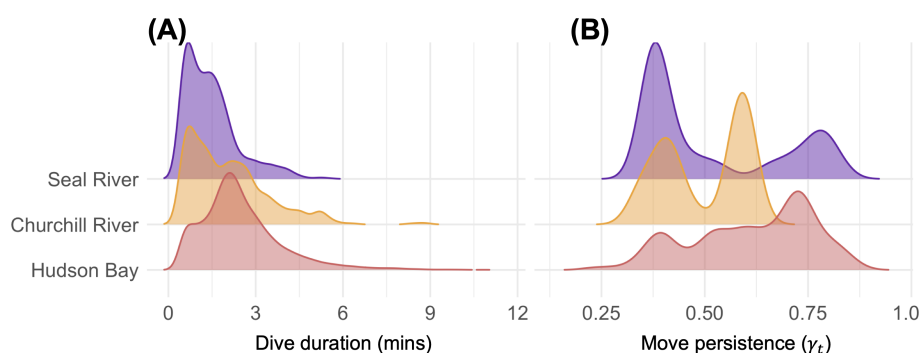 (A) (B)
Seal River
Churchill River
Hudson Bay
0 3 6 9 12 0.25 0.50 0.75 1.0
Dive duration (mins) Move persistence (γt)